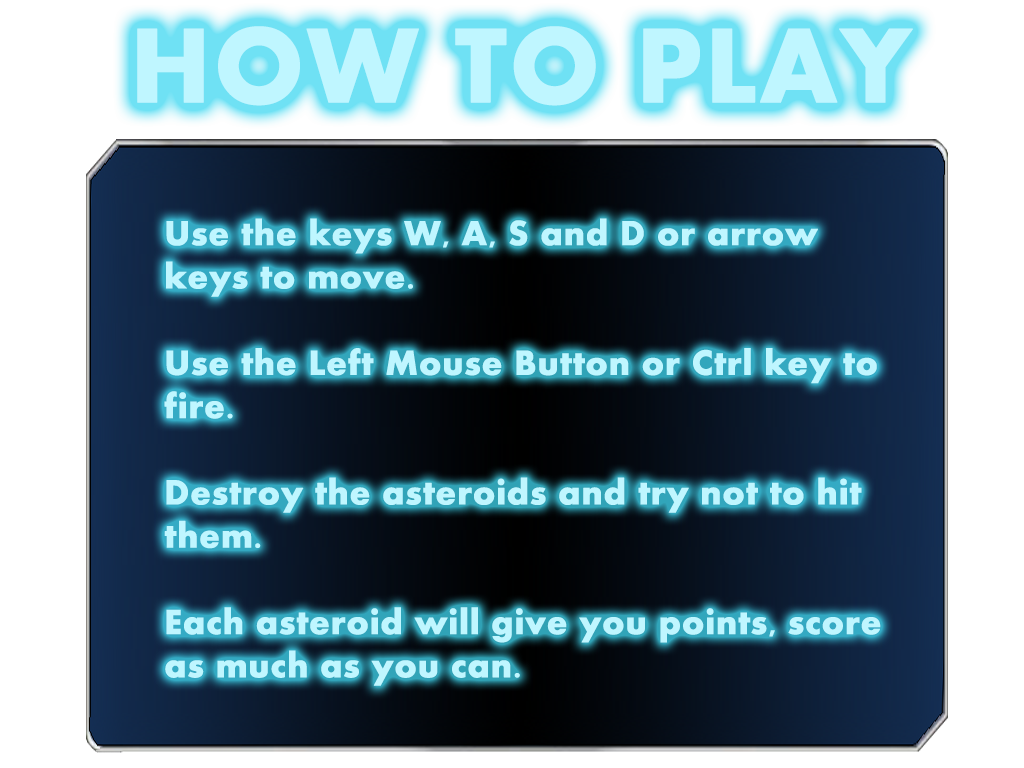 HOW TO PLAY
Use the keys W, A, S and D or arrow
keys to move.
Use the Left Mouse Button or Ctrl key to
fire.
Destroy the asteroids and try not to hit
them.
Each asteroid will give you points, score
as much as you can.